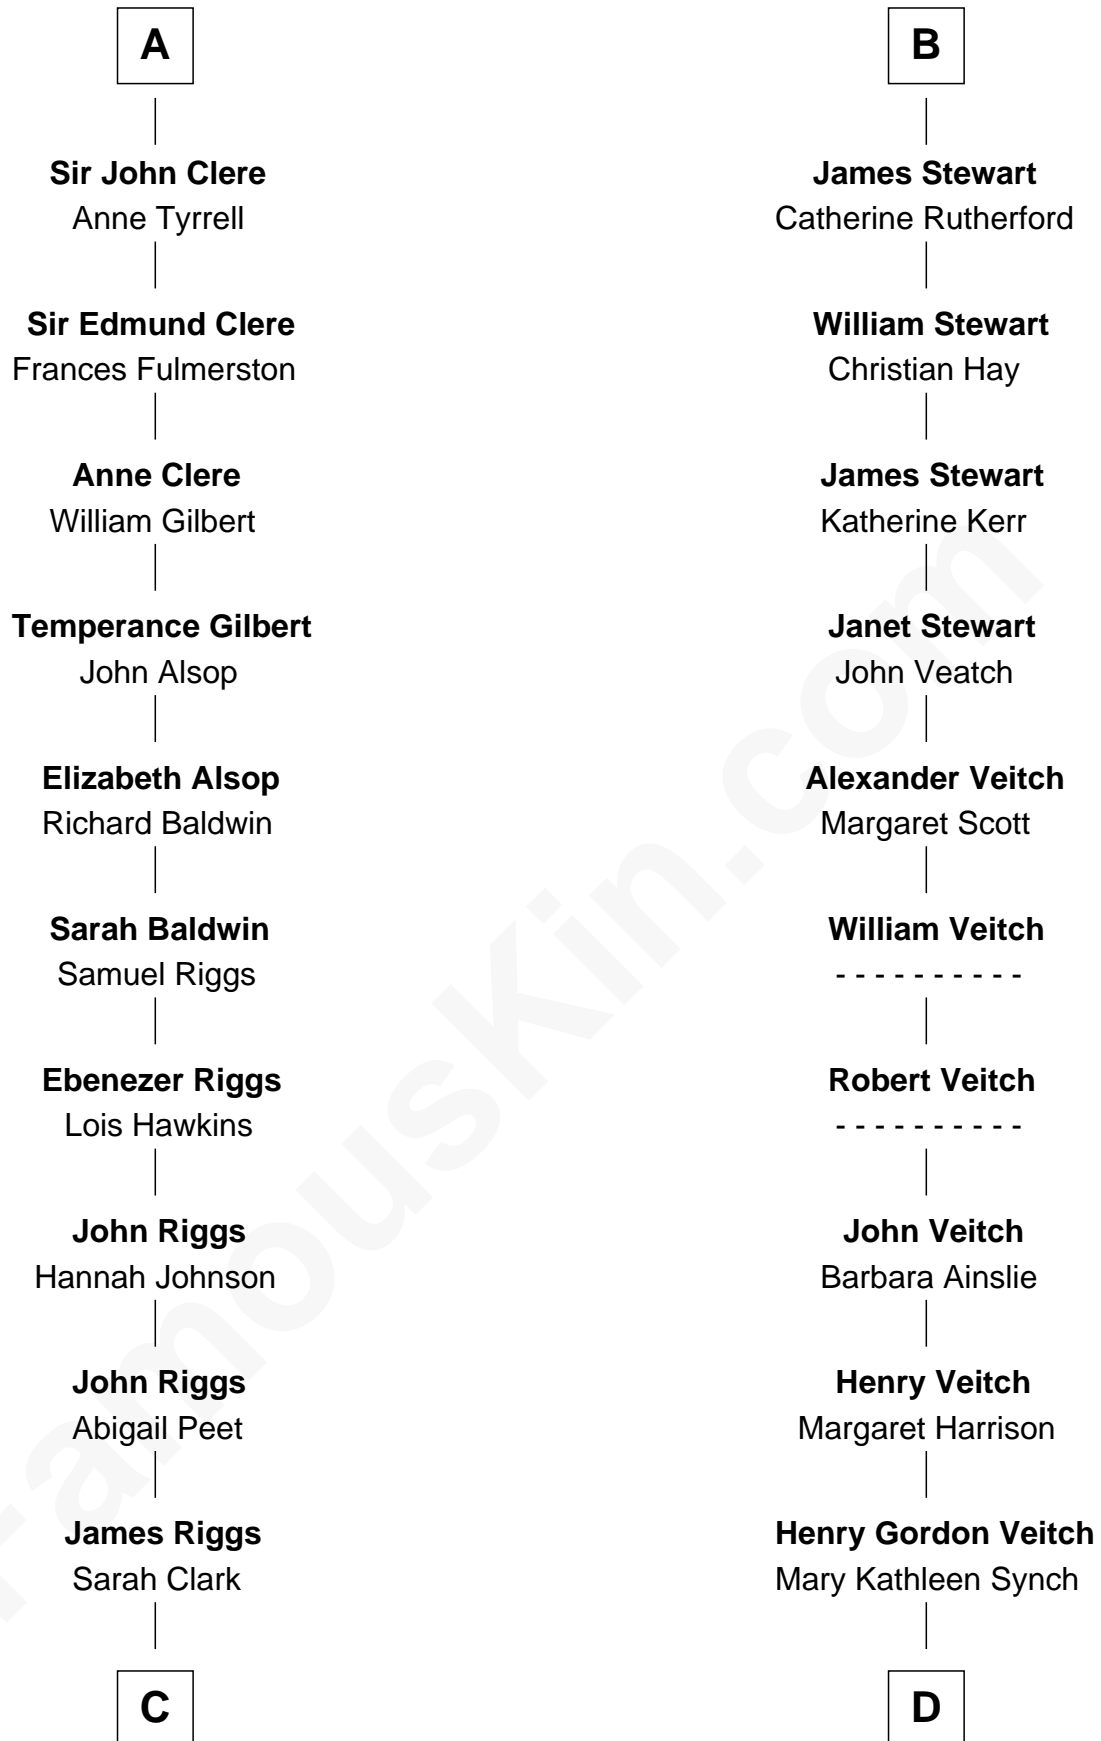 A
Sir John Clere
Anne Tyrrell
Sir Edmund Clere
Frances Fulmerston
Anne Clere
William Gilbert
Temperance Gilbert
John Alsop
Elizabeth Alsop
Richard Baldwin
Sarah Baldwin
Samuel Riggs
Ebenezer Riggs
Lois Hawkins
John Riggs
Hannah Johnson
John Riggs
Abigail Peet
James Riggs
Sarah Clark
C
B
James Stewart
Catherine Rutherford
William Stewart
Christian Hay
James Stewart
Katherine Kerr
Janet Stewart
John Veatch
Alexander Veitch
Margaret Scott
William Veitch
- - - - - - - - - -
Robert Veitch
- - - - - - - - - -
John Veitch
Barbara Ainslie
Henry Veitch
Margaret Harrison
Henry Gordon Veitch
Mary Kathleen Synch
D
FamousKin.com